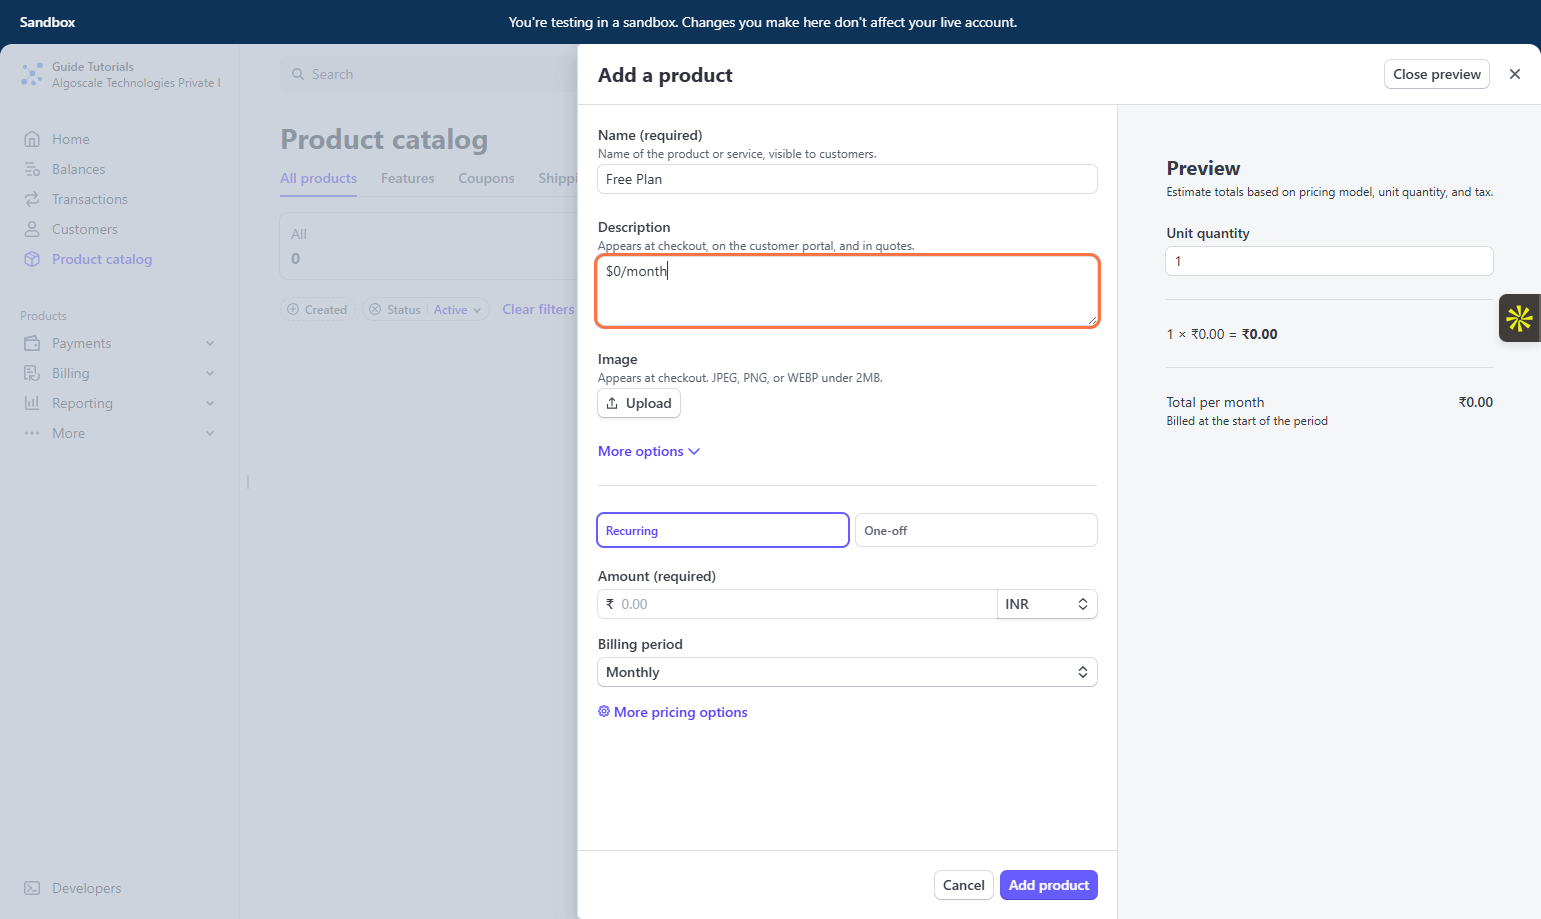 Sandbox
You're testing in a sandbox. Changes you make here don't affect your live account.
Guide Tutorials
Algoscale Technologies Private I
Home
Balances
Transactions
Customers
Product catalog
Products
Payments
Billing
Reporting
More
Developers
Search
Product catalog
All products
Features
Coupons
Shippi
All
0
Created
Status
Active
Clear filters
Add a product
Close preview
Name (required)
Name of the product or service, visible to customers.
Free Plan
Description
Appears at checkout, on the customer portal, and in quotes.
$0/month
Image
Appears at checkout. JPEG, PNG, or WEBP under 2MB.
Upload
More options
Recurring
One-off
Amount (required)
₹ 0.00
INR
Billing period
Monthly
More pricing options
Cancel
Add product
Preview
Estimate totals based on pricing model, unit quantity, and tax.
Unit quantity
1
1 × ₹0.00 = ₹0.00
Total per month ₹0.00
Billed at the start of the period